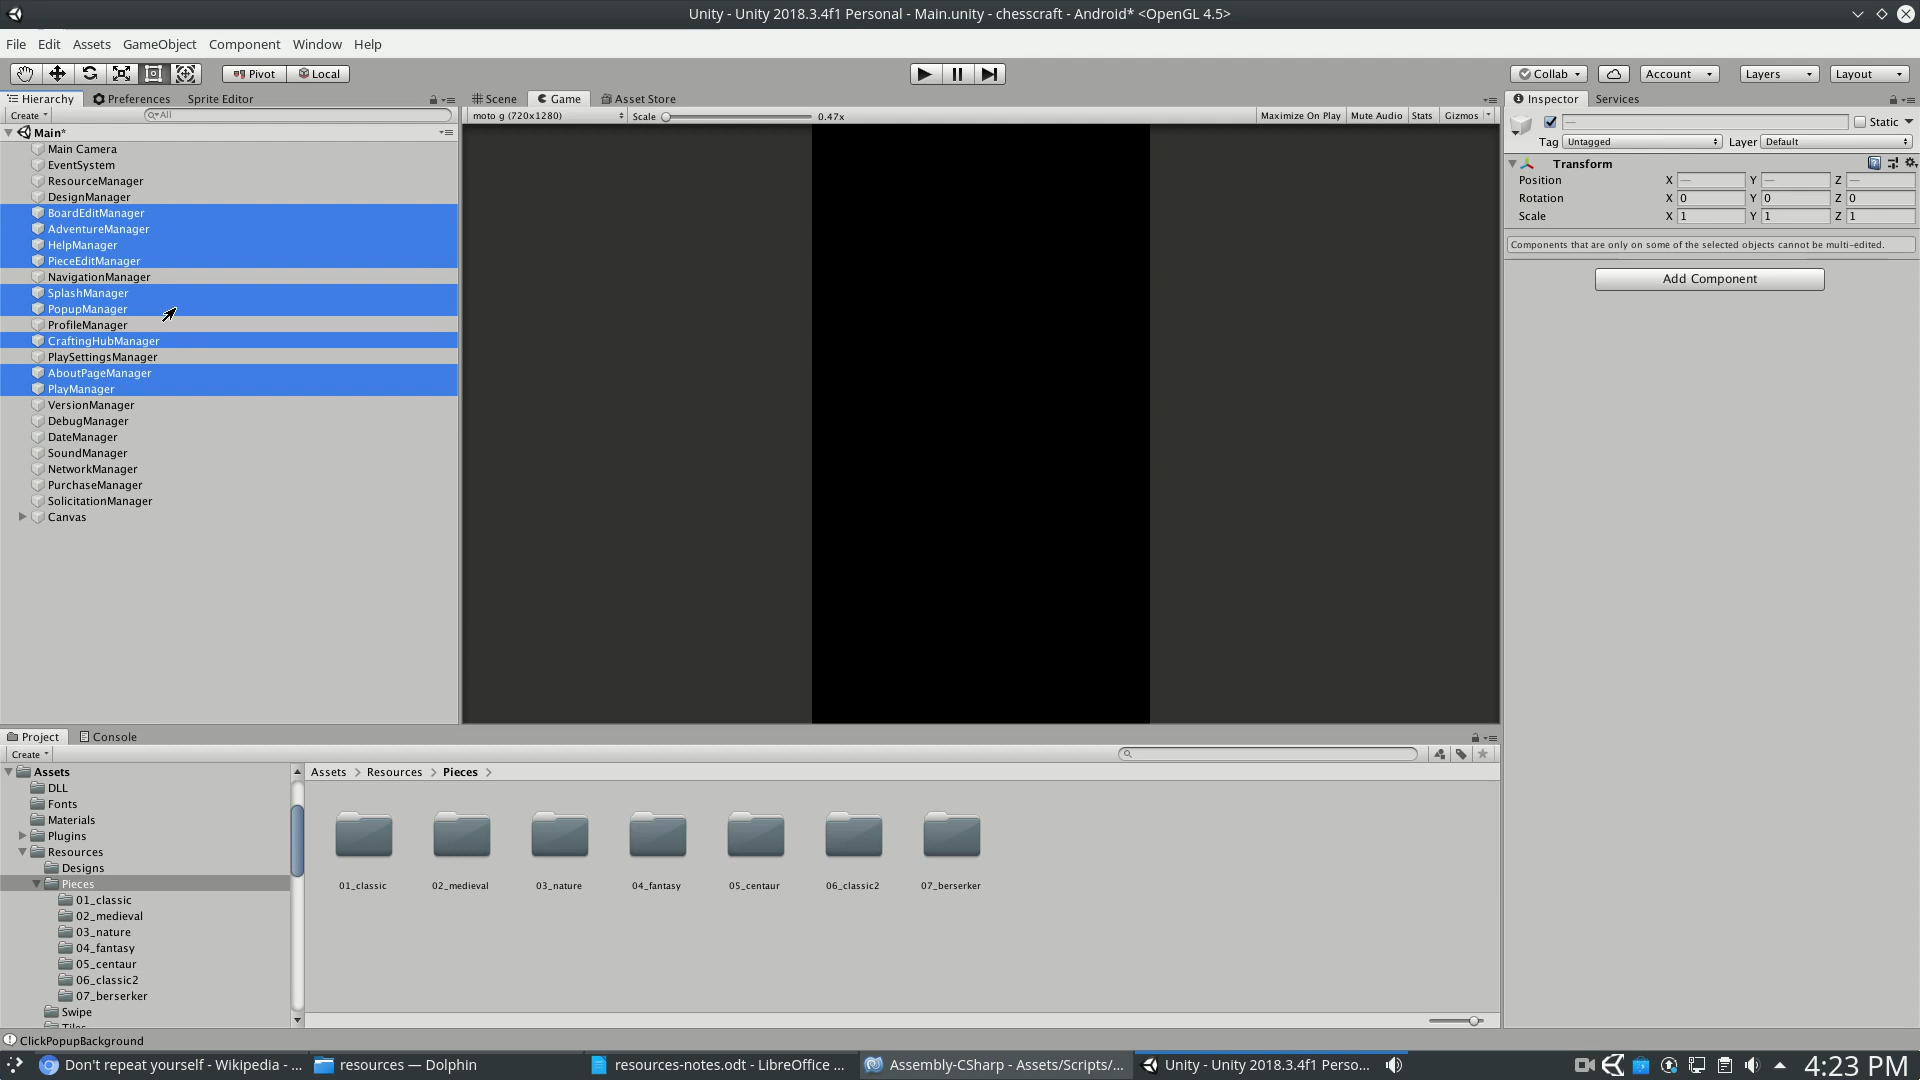 Unity - Unity 2018.3.4f1 Personal - Main.unity - chesscraft - Android* <OpenGL 4.5>
File Edit Assets GameObject Component Window Help
Pivot Local Collab Account Layers Layout
Hierarchy Preferences Sprite Editor
Create All
Main*
Main Camera
EventSystem
ResourceManager
DesignManager
BoardEditManager
AdventureManager
HelpManager
PieceEditManager
NavigationManager
SplashManager
PopupManager
ProfileManager
CraftingHubManager
PlaySettingsManager
AboutPageManager
PlayManager
VersionManager
DebugManager
DateManager
SoundManager
NetworkManager
PurchaseManager
SolicitationManager
Canvas
Scene Game Asset Store
moto g (720x1280) Scale 0.47x Maximize On Play Mute Audio Stats Gizmos
Inspector Services
— Static
Tag Untagged Layer Default
Transform
Position X — Y — Z —
Rotation X 0 Y 0 Z 0
Scale X 1 Y 1 Z 1
Components that are only on some of the selected objects cannot be multi-edited.
Add Component
Project Console
Create
Assets
DLL
Fonts
Materials
Plugins
Resources
Designs
Pieces
01_classic
02_medieval
03_nature
04_fantasy
05_centaur
06_classic2
07_berserker
Swipe
Tiles
Assets > Resources > Pieces >
01_classic 02_medieval 03_nature 04_fantasy 05_centaur 06_classic2 07_berserker
ClickPopupBackground
Don't repeat yourself - Wikipedia - ... resources — Dolphin resources-notes.odt - LibreOffice ... Assembly-CSharp - Assets/Scripts/... Unity - Unity 2018.3.4f1 Perso... 4:23 PM